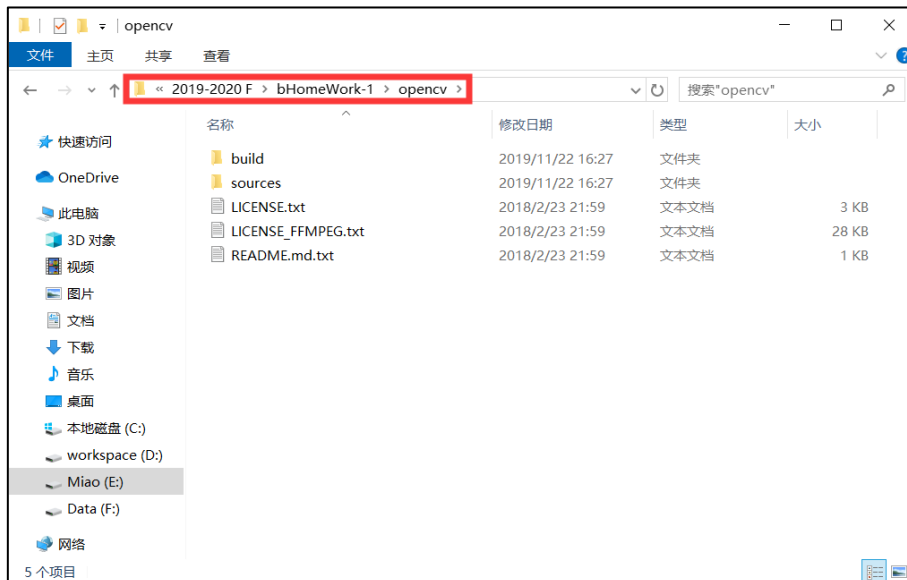 opencv
文件 主页 共享 查看 ?
« 2019-2020 F > bHomeWork-1 > opencv > 搜索"opencv"
名称 修改日期 类型 大小
快速访问
OneDrive
此电脑
3D 对象
视频
图片
文档
下载
音乐
桌面
本地磁盘 (C:)
workspace (D:)
Miao (E:)
Data (F:)
网络
build 2019/11/22 16:27 文件夹
sources 2019/11/22 16:27 文件夹
LICENSE.txt 2018/2/23 21:59 文本文档 3 KB
LICENSE_FFMPEG.txt 2018/2/23 21:59 文本文档 28 KB
README.md.txt 2018/2/23 21:59 文本文档 1 KB
5 个项目